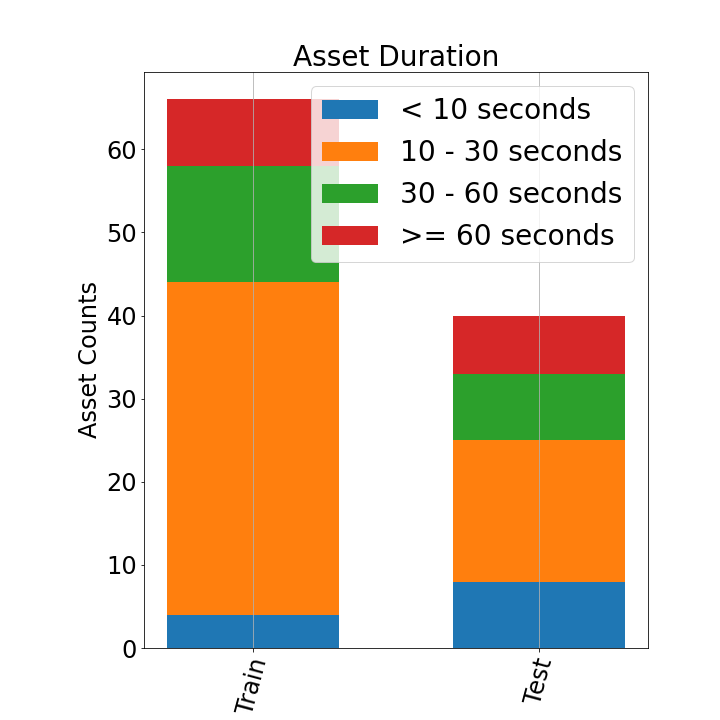 Asset Duration
< 10 seconds
10 - 30 seconds
30 - 60 seconds
>= 60 seconds
Asset Counts
60
50
40
30
20
10
0
Train
Test